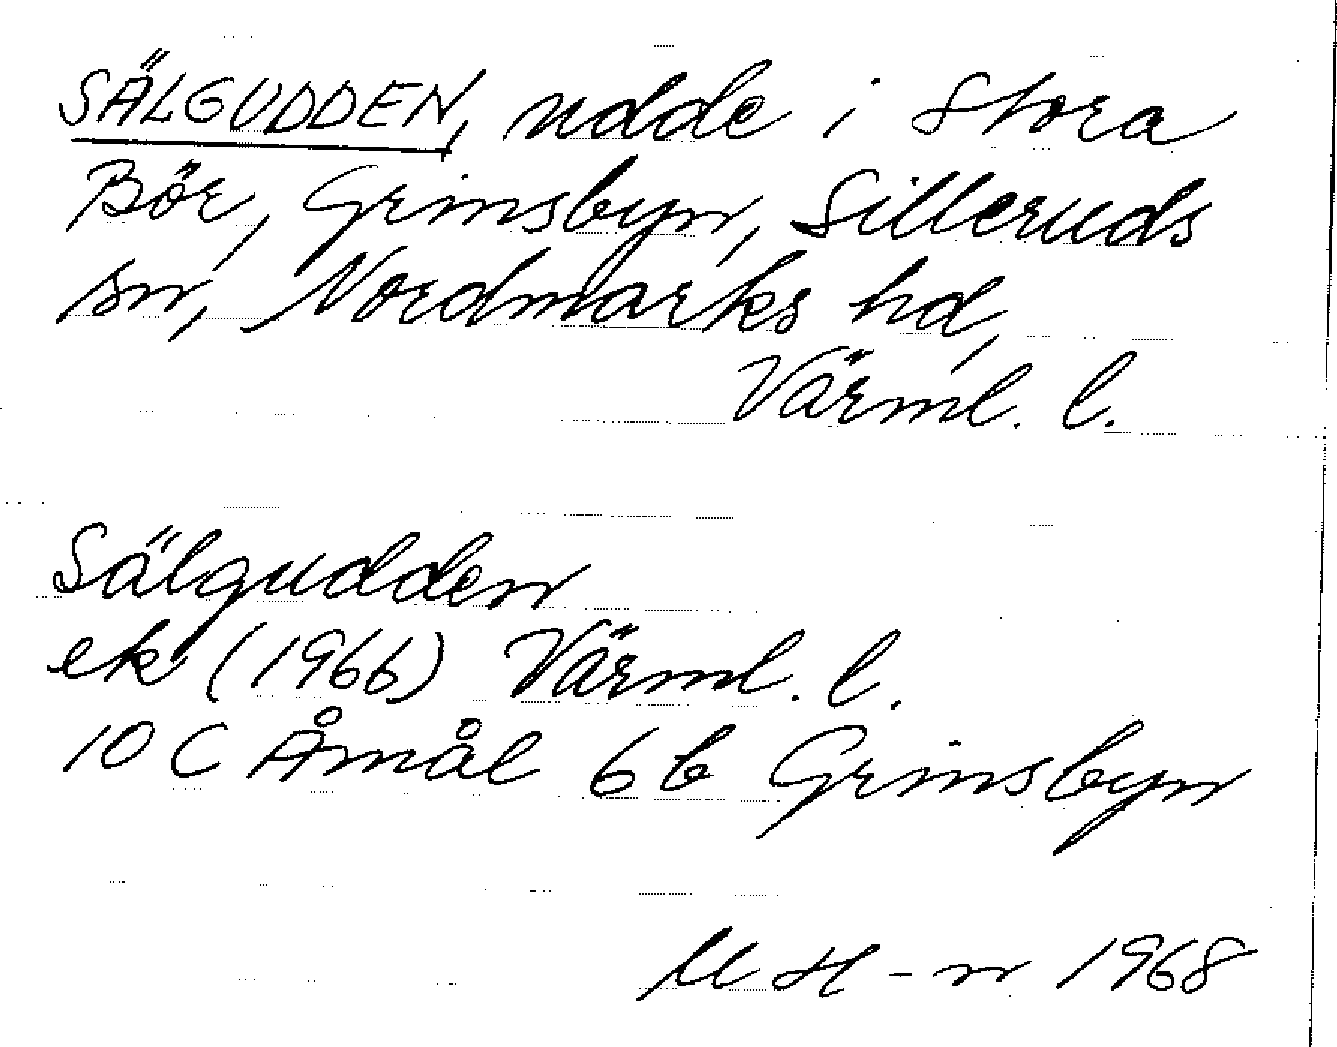 SÄLGUDDEN, udde i Stora
Bör, Grinsbyn, Silleruds
sn, Nordmarks hd,
Värml. l.
Sälgudden
ek (1966) Värml. l.
10 C Åmål 6 b Grinsbyn
M H-n 1968